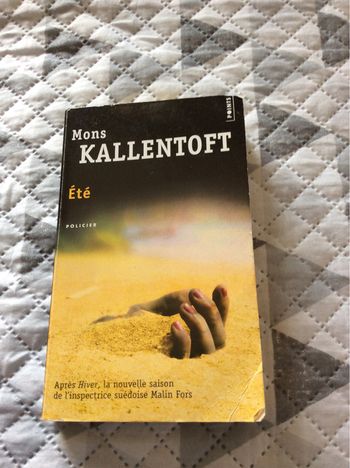 POINTS
Mons
KALLENTOFT
Été
POLICIER
Après Hiver, la nouvelle saison
de l'inspectrice suédoise Malin Fors